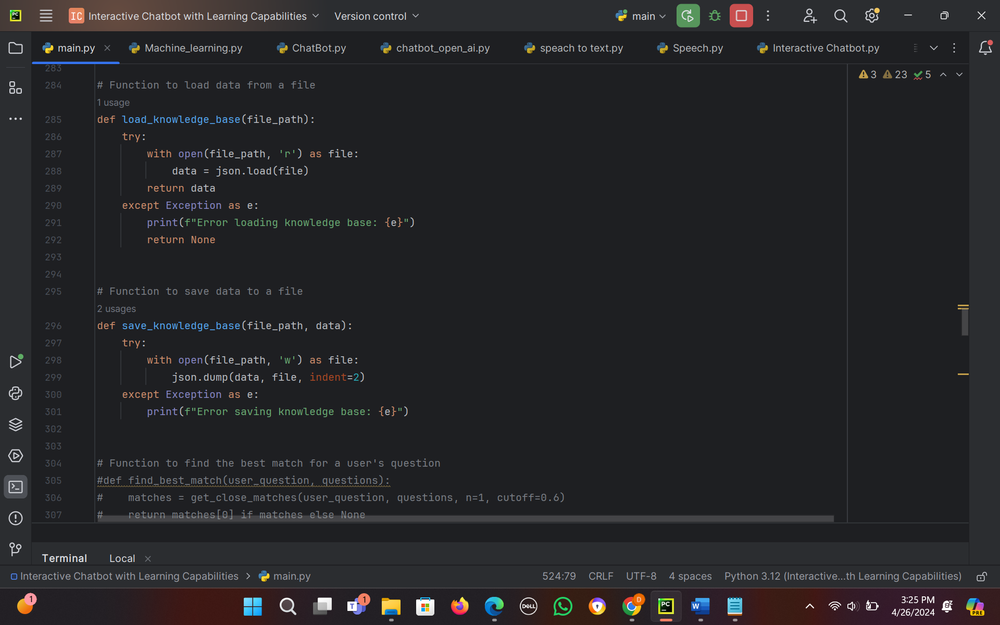 PC
IC Interactive Chatbot with Learning Capabilities Version control main
main.py Machine_learning.py ChatBot.py chatbot_open_ai.py speach to text.py Speech.py Interactive Chatbot.py
3 23 5
283
284 # Function to load data from a file
1 usage
285 def load_knowledge_base(file_path):
286 try:
287 with open(file_path, 'r') as file:
288 data = json.load(file)
289 return data
290 except Exception as e:
291 print(f"Error loading knowledge base: {e}")
292 return None
293
294
295 # Function to save data to a file
2 usages
296 def save_knowledge_base(file_path, data):
297 try:
298 with open(file_path, 'w') as file:
299 json.dump(data, file, indent=2)
300 except Exception as e:
301 print(f"Error saving knowledge base: {e}")
302
303
304 # Function to find the best match for a user's question
305 #def find_best_match(user_question, questions):
306 # matches = get_close_matches(user_question, questions, n=1, cutoff=0.6)
307 # return matches[0] if matches else None
Terminal Local
Interactive Chatbot with Learning Capabilities > main.py 524:79 CRLF UTF-8 4 spaces Python 3.12 (Interactive...th Learning Capabilities)
1 T 1 DELL D PC W 3:25 PM
4/26/2024 PRE